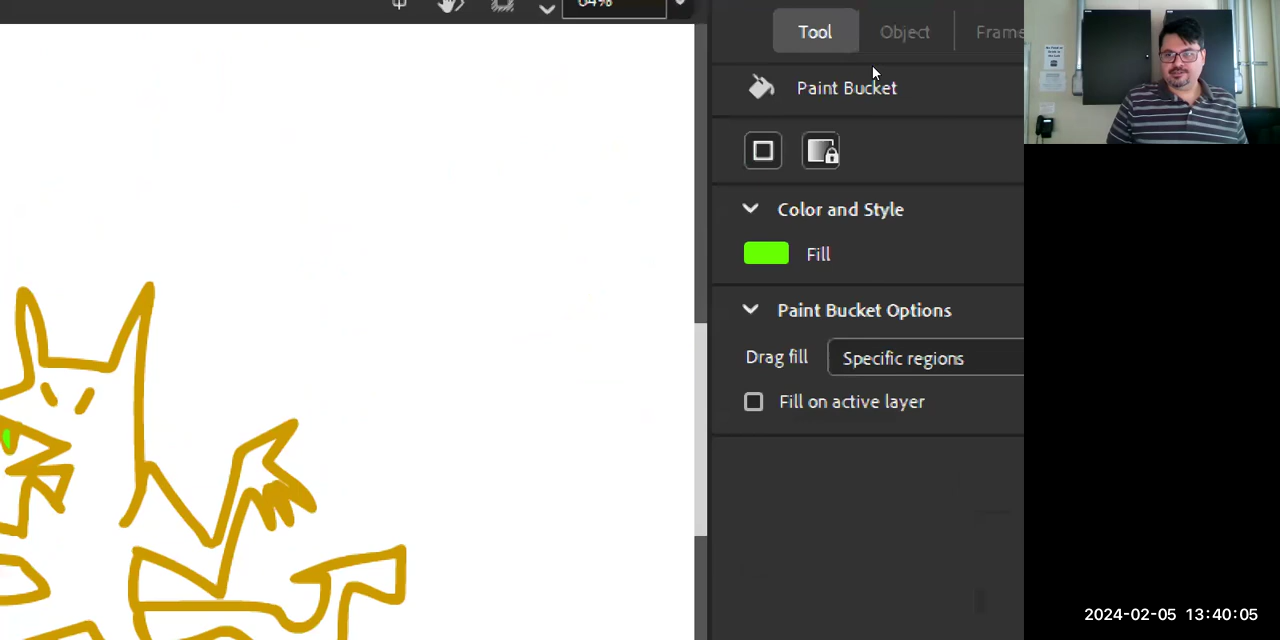 64%
Tool Object Frame
Paint Bucket
Color and Style
Fill
Paint Bucket Options
Drag fill Specific regions
Fill on active layer
2024-02-05 13:40:05